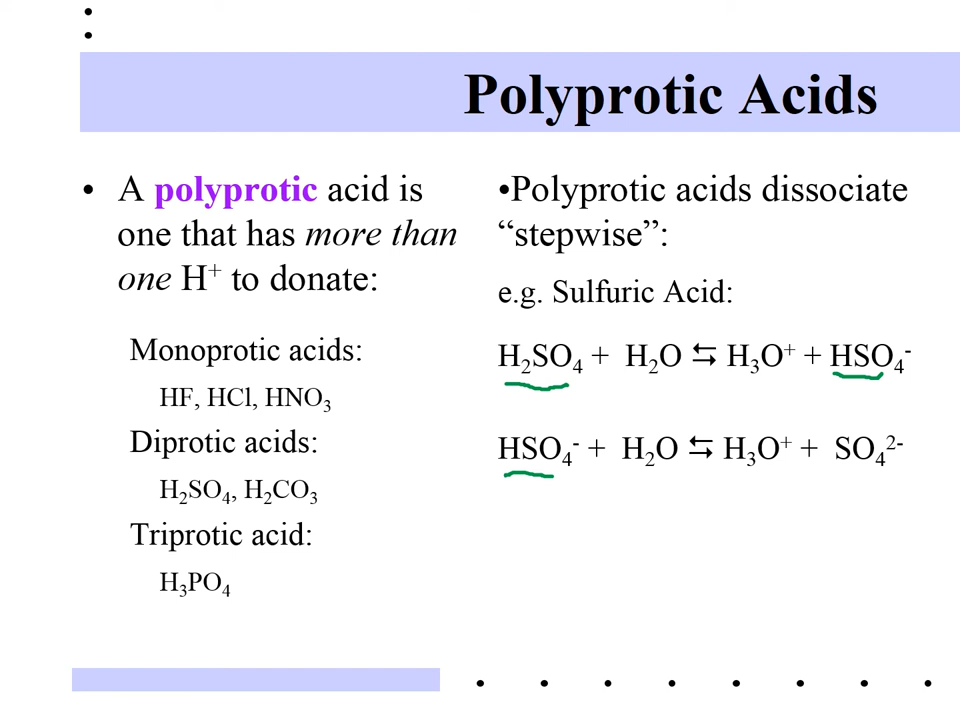 Polyprotic Acids
• A polyprotic acid is
one that has more than
one H⁺ to donate:
Monoprotic acids:
HF, HCl, HNO₃
Diprotic acids:
H₂SO₄, H₂CO₃
Triprotic acid:
H₃PO₄
•Polyprotic acids dissociate
“stepwise”:
e.g. Sulfuric Acid:
H₂SO₄ + H₂O ⇆ H₃O⁺ + HSO₄⁻
HSO₄⁻ + H₂O ⇆ H₃O⁺ + SO₄²⁻